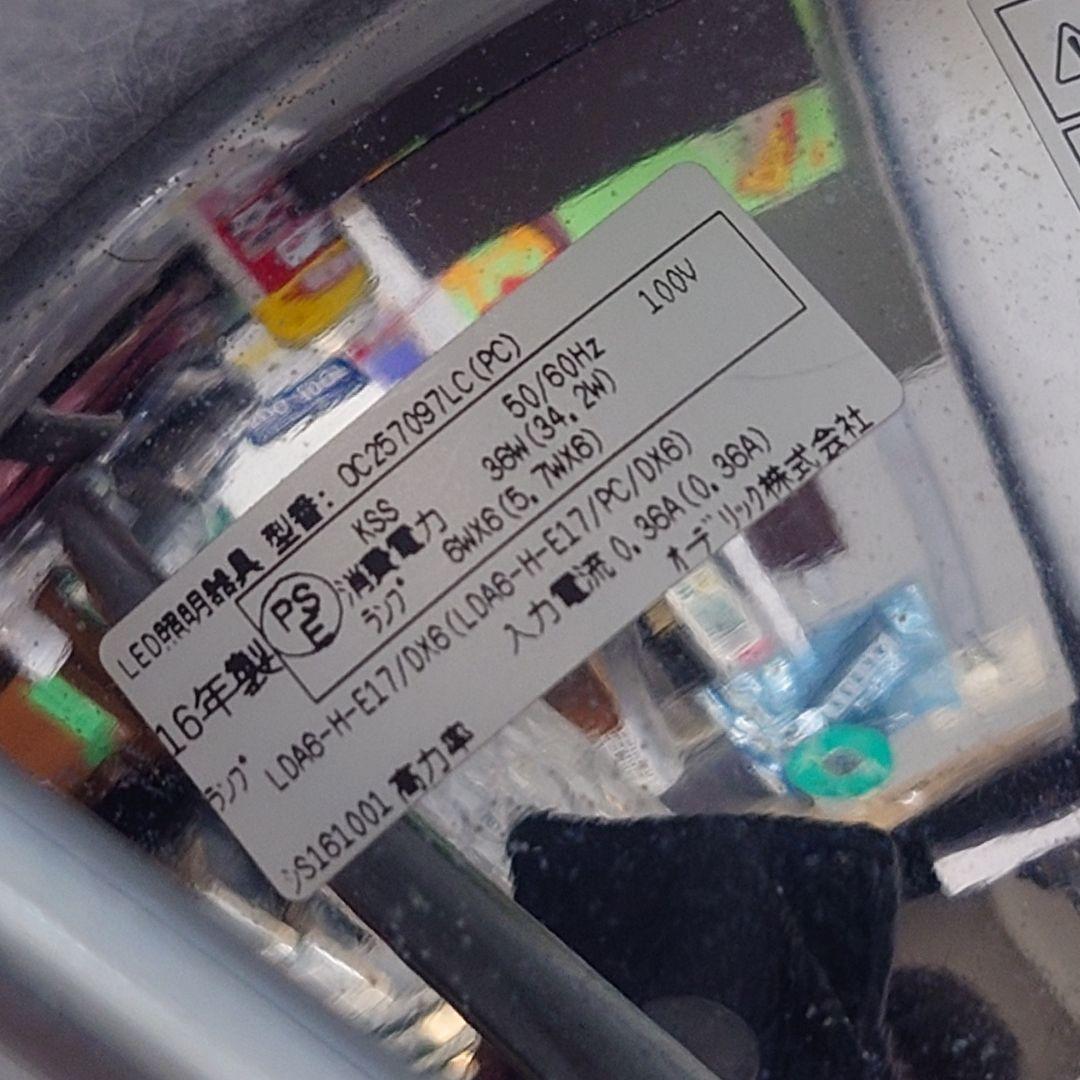 LED照明器具 型番: OC257097LC(PC)
16年製
PS
E
KSS 50/60Hz 100V
消費電力 36W(34.2W)
ランプ 6WX6(5.7WX6)
ランプ LDA6-H-E17/DX6(LDA6-H-E17/PC/DX6)
入力電流 0.36A(0.36A)
S161001 高力率 オーデリック株式会社